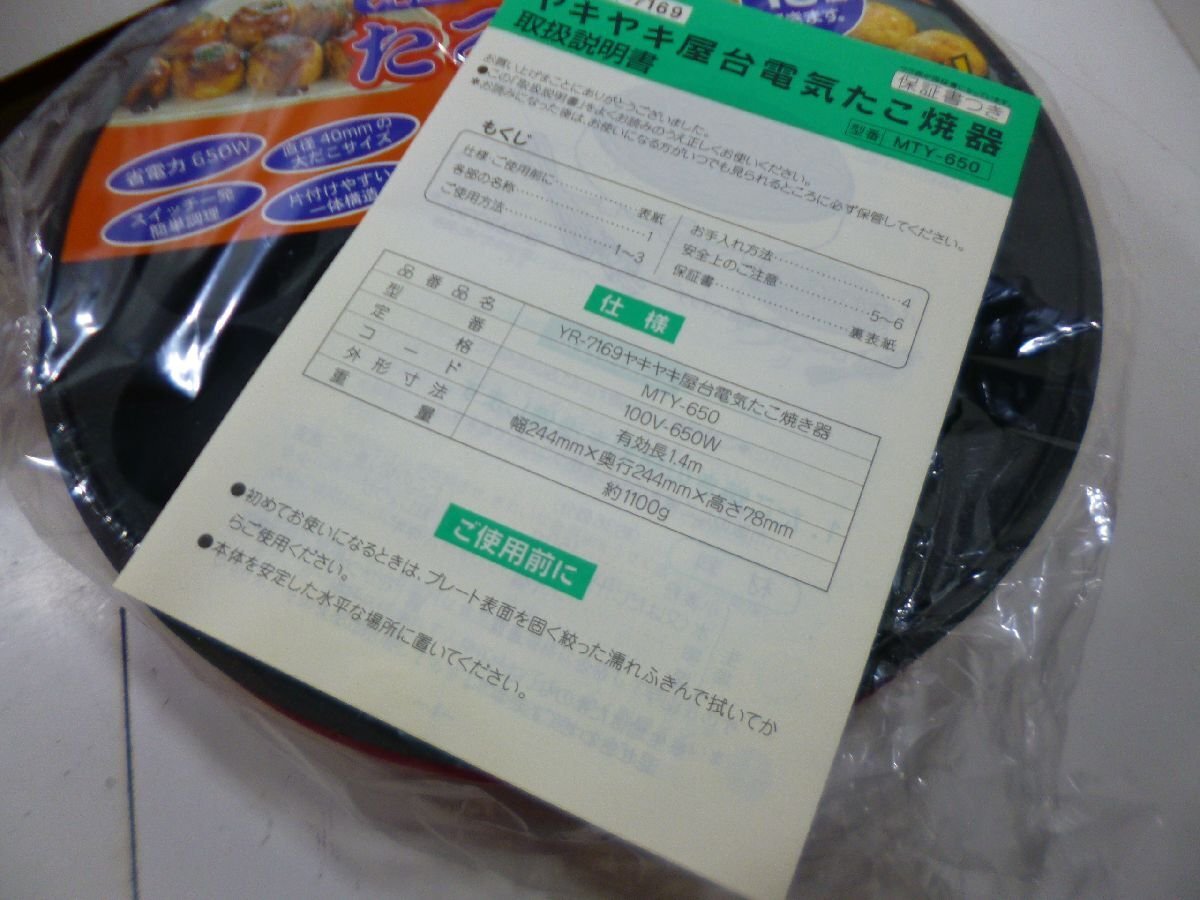 たこ
省電力 650W
直径40mmの
大だこサイズ
スイッチ一発
簡単調理
片付けやすい
一体構造
ます。
7169
ヤキヤキ屋台電気たこ焼器
取扱説明書
保証書つき
型番 MTY-650
お買い上げまことにありがとうございました。
●この「取扱説明書」をよくお読みのうえ正しくお使いください。
*お読みになった後は、お使いになる方がいつでも見られるところに必ず保管してください。
もくじ
仕様・ご使用前に……………表紙
各部の名称……………1
ご使用方法……………1〜3
お手入れ方法……………4
安全上のご注意……………5〜6
保証書……………裏表紙
仕様
品番品名 YR-7169ヤキヤキ屋台電気たこ焼き器
型番 MTY-650
定格 100V-650W
コード 有効長1.4m
外形寸法 幅244mm×奥行244mm×高さ78mm
重量 約1100g
ご使用前に
●初めてお使いになるときは、プレート表面を固く絞った濡れふきんで拭いてか
らご使用ください。
●本体を安定した水平な場所に置いてください。